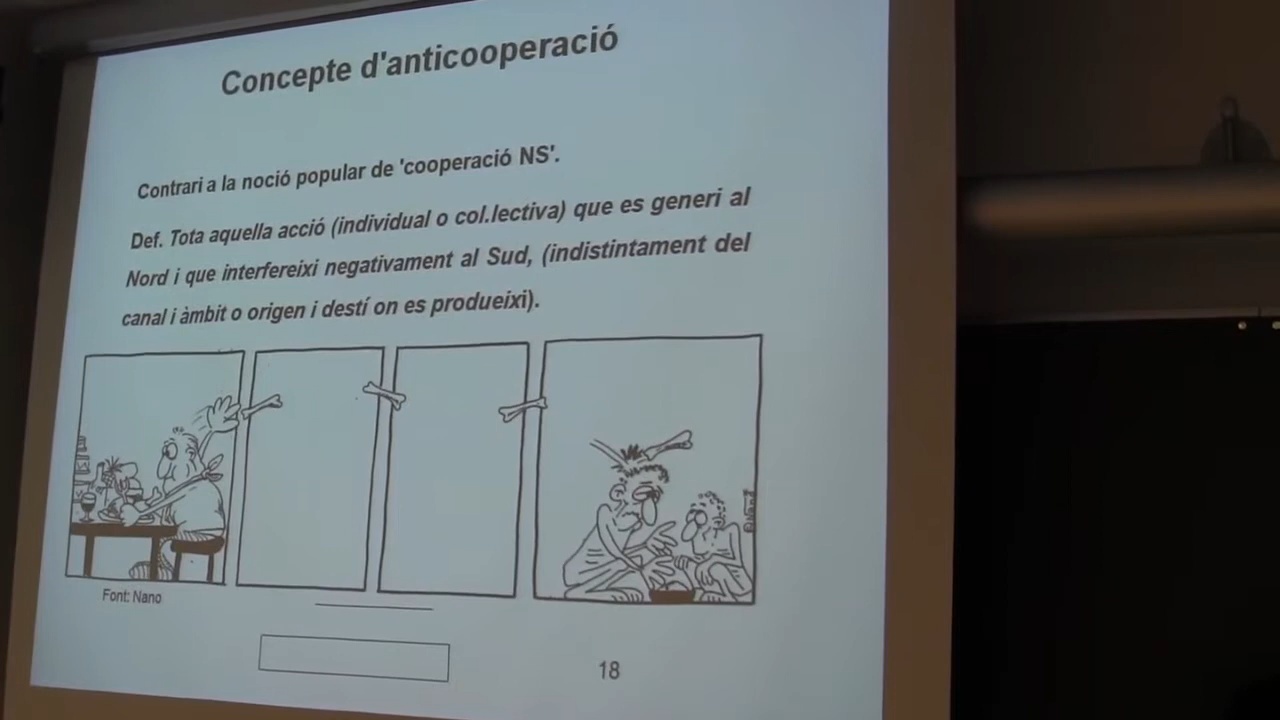 Concepte d'anticooperació
Contrari a la noció popular de 'cooperació NS'.
Def. Tota aquella acció (individual o col.lectiva) que es generi al
Nord i que interfereixi negativament al Sud, (indistintament del
canal i àmbit o origen i destí on es produeixi).
Font: Nano
18